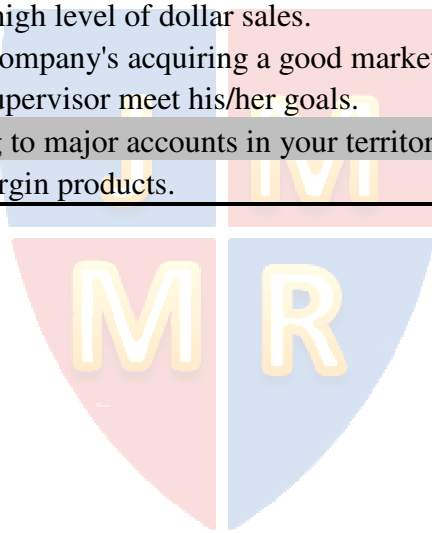 high level of dollar sales.
ompany's acquiring a good marke
upervisor meet his/her goals.
to major accounts in your territor
rgin products.
J M
M R